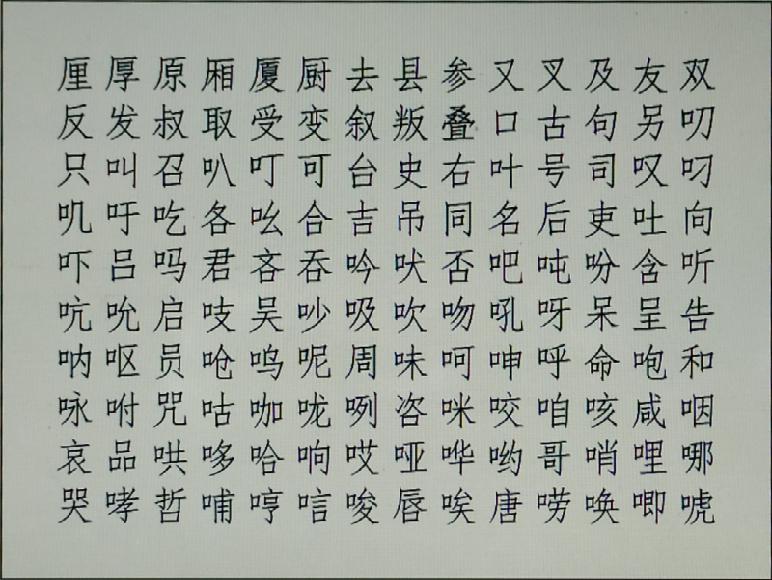 厘厚原厢厦厨去县参又叉及友双
反发叔取受变叙叛叠口古句另叨
只叫召叭叮可台史右叶号司叹叼
叽吁吃各吆合吉吊同名后吏吐向
吓吕吗君吝吞吟吠否吧吨吩含听
吭吮启吱吴吵吸吹吻吼呀呆呈告
呐呕员呛呜呢周味呵呻呼命咆和
咏咐咒咕咖咙咧咨咪咬咱咳咸咽
哀品哄哆哈响哎哑哗哟哥哨哩哪
哭哮哲哺哼唁唆唇唉唐唠唤唧唬